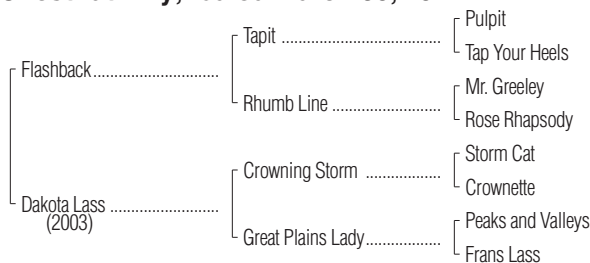 Flashback
Tapit
Pulpit
Tap Your Heels
Rhumb Line
Mr. Greeley
Rose Rhapsody
Dakota Lass
(2003)
Crowning Storm
Storm Cat
Crownette
Great Plains Lady
Peaks and Valleys
Frans Lass